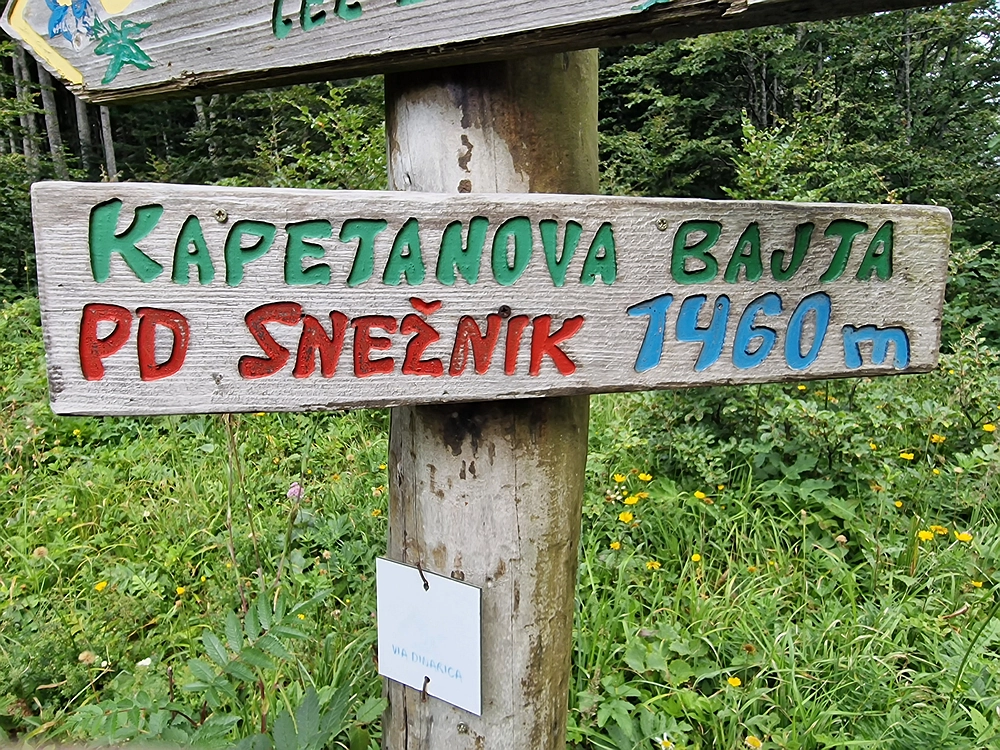 KAPETANOVA BAJTA
PD SNEŽNIK 1460 m
VIA DINARICA